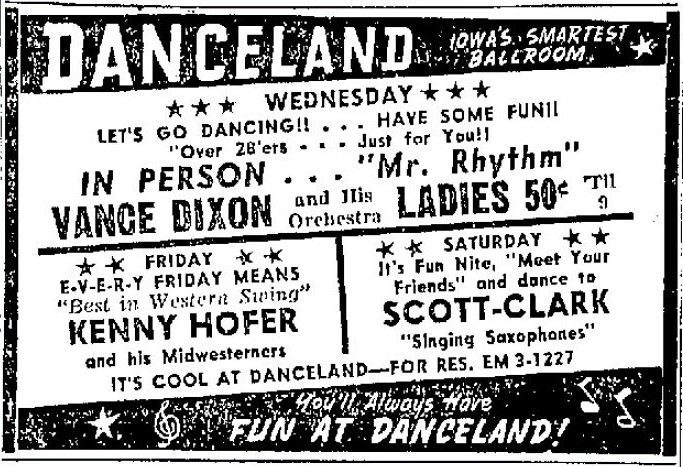 DANCELAND
IOWA'S SMARTEST
BALLROOM
WEDNESDAY
LET'S GO DANCING!! . . . HAVE SOME FUN!!
"Over 28'ers - - - Just for You!!
IN PERSON . . . "Mr. Rhythm"
VANCE DIXON and His Orchestra LADIES 50¢ 'Til 9
FRIDAY
E-V-E-R-Y FRIDAY MEANS
"Best in Western Swing"
KENNY HOFER
and his Midwesterners
SATURDAY
It's Fun Nite, "Meet Your
Friends" and dance to
SCOTT-CLARK
"Singing Saxophones"
IT'S COOL AT DANCELAND—FOR RES. EM 3-1227
You'll Always Have
FUN AT DANCELAND!